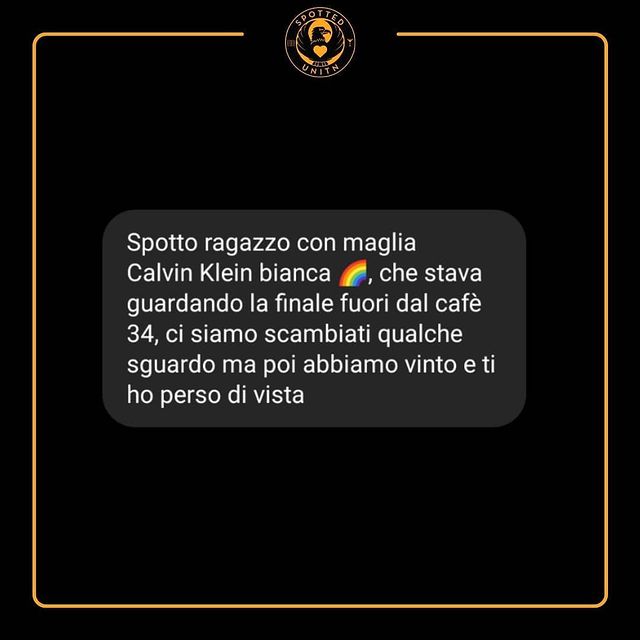 SPOTTED
UNITN
Spotto ragazzo con maglia
Calvin Klein bianca 🌈, che stava
guardando la finale fuori dal cafè
34, ci siamo scambiati qualche
sguardo ma poi abbiamo vinto e ti
ho perso di vista